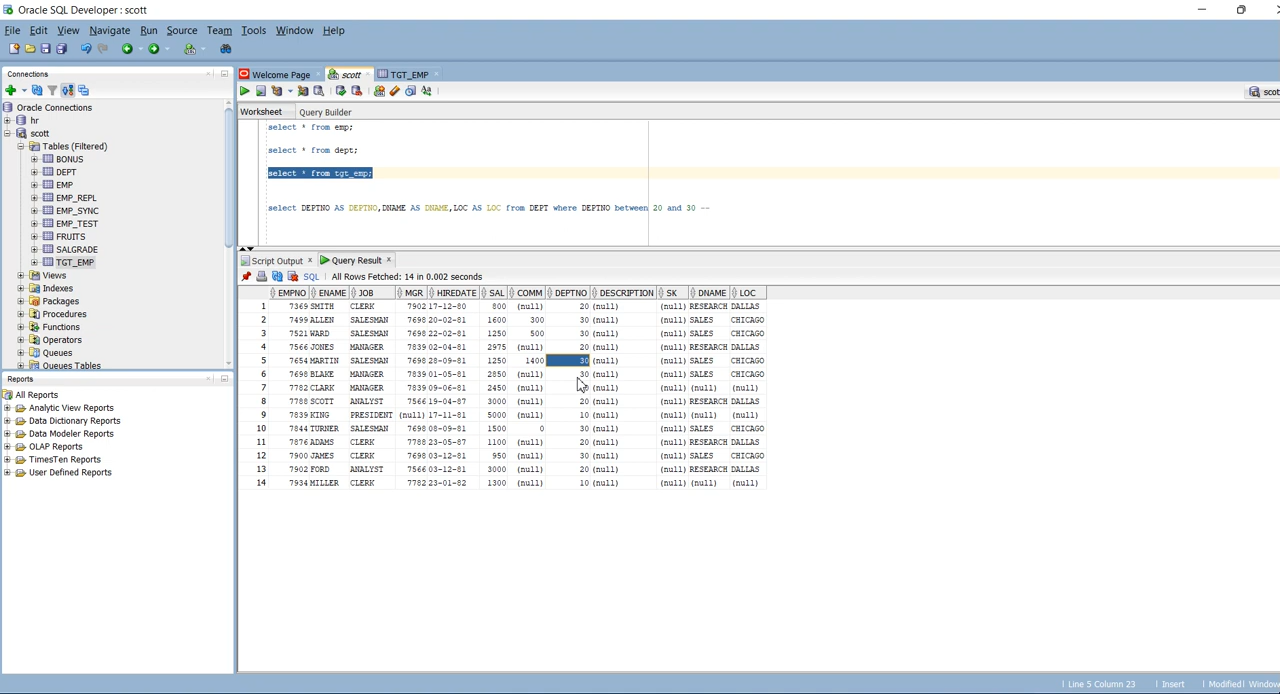 Oracle SQL Developer : scott
File Edit View Navigate Run Source Team Tools Window Help
Connections
Oracle Connections
hr
scott
Tables (Filtered)
BONUS
DEPT
EMP
EMP_REPL
EMP_SYNC
EMP_TEST
FRUITS
SALGRADE
TGT_EMP
Views
Indexes
Packages
Procedures
Functions
Operators
Queues
Queues Tables
Reports
All Reports
Analytic View Reports
Data Dictionary Reports
Data Modeler Reports
OLAP Reports
TimesTen Reports
User Defined Reports
Welcome Page scott TGT_EMP
scot
Worksheet Query Builder
select * from emp;
select * from dept;
select * from tgt_emp;
select DEPTNO AS DEPTNO,DNAME AS DNAME,LOC AS LOC from DEPT where DEPTNO between 20 and 30 --
Script Output Query Result
SQL All Rows Fetched: 14 in 0.002 seconds
EMPNO ENAME JOB MGR HIREDATE SAL COMM DEPTNO DESCRIPTION SK DNAME LOC
1 7369 SMITH CLERK 7902 17-12-80 800 (null) 20 (null) (null) RESEARCH DALLAS
2 7499 ALLEN SALESMAN 7698 20-02-81 1600 300 30 (null) (null) SALES CHICAGO
3 7521 WARD SALESMAN 7698 22-02-81 1250 500 30 (null) (null) SALES CHICAGO
4 7566 JONES MANAGER 7839 02-04-81 2975 (null) 20 (null) (null) RESEARCH DALLAS
5 7654 MARTIN SALESMAN 7698 28-09-81 1250 1400 30 (null) (null) SALES CHICAGO
6 7698 BLAKE MANAGER 7839 01-05-81 2850 (null) 30 (null) (null) SALES CHICAGO
7 7782 CLARK MANAGER 7839 09-06-81 2450 (null) (null) (null) (null) (null)
8 7788 SCOTT ANALYST 7566 19-04-87 3000 (null) 20 (null) (null) RESEARCH DALLAS
9 7839 KING PRESIDENT (null) 17-11-81 5000 (null) 10 (null) (null) (null) (null)
10 7844 TURNER SALESMAN 7698 08-09-81 1500 0 30 (null) (null) SALES CHICAGO
11 7876 ADAMS CLERK 7788 23-05-87 1100 (null) 20 (null) (null) RESEARCH DALLAS
12 7900 JAMES CLERK 7698 03-12-81 950 (null) 30 (null) (null) SALES CHICAGO
13 7902 FORD ANALYST 7566 03-12-81 3000 (null) 20 (null) (null) RESEARCH DALLAS
14 7934 MILLER CLERK 7782 23-01-82 1300 (null) 10 (null) (null) (null) (null)
Line 5 Column 23 Insert Modified Window